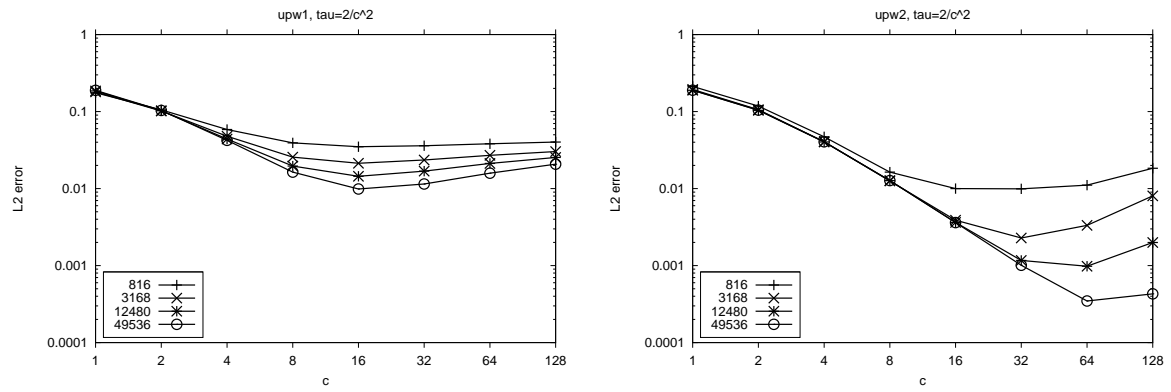 upw1, tau=2/c^2
1
0.1
0.01
0.001
0.0001
L2 error
816
3168
12480
49536
1 2 4 8 16 32 64 128
c
upw2, tau=2/c^2
1
0.1
0.01
0.001
0.0001
L2 error
816
3168
12480
49536
1 2 4 8 16 32 64 128
c